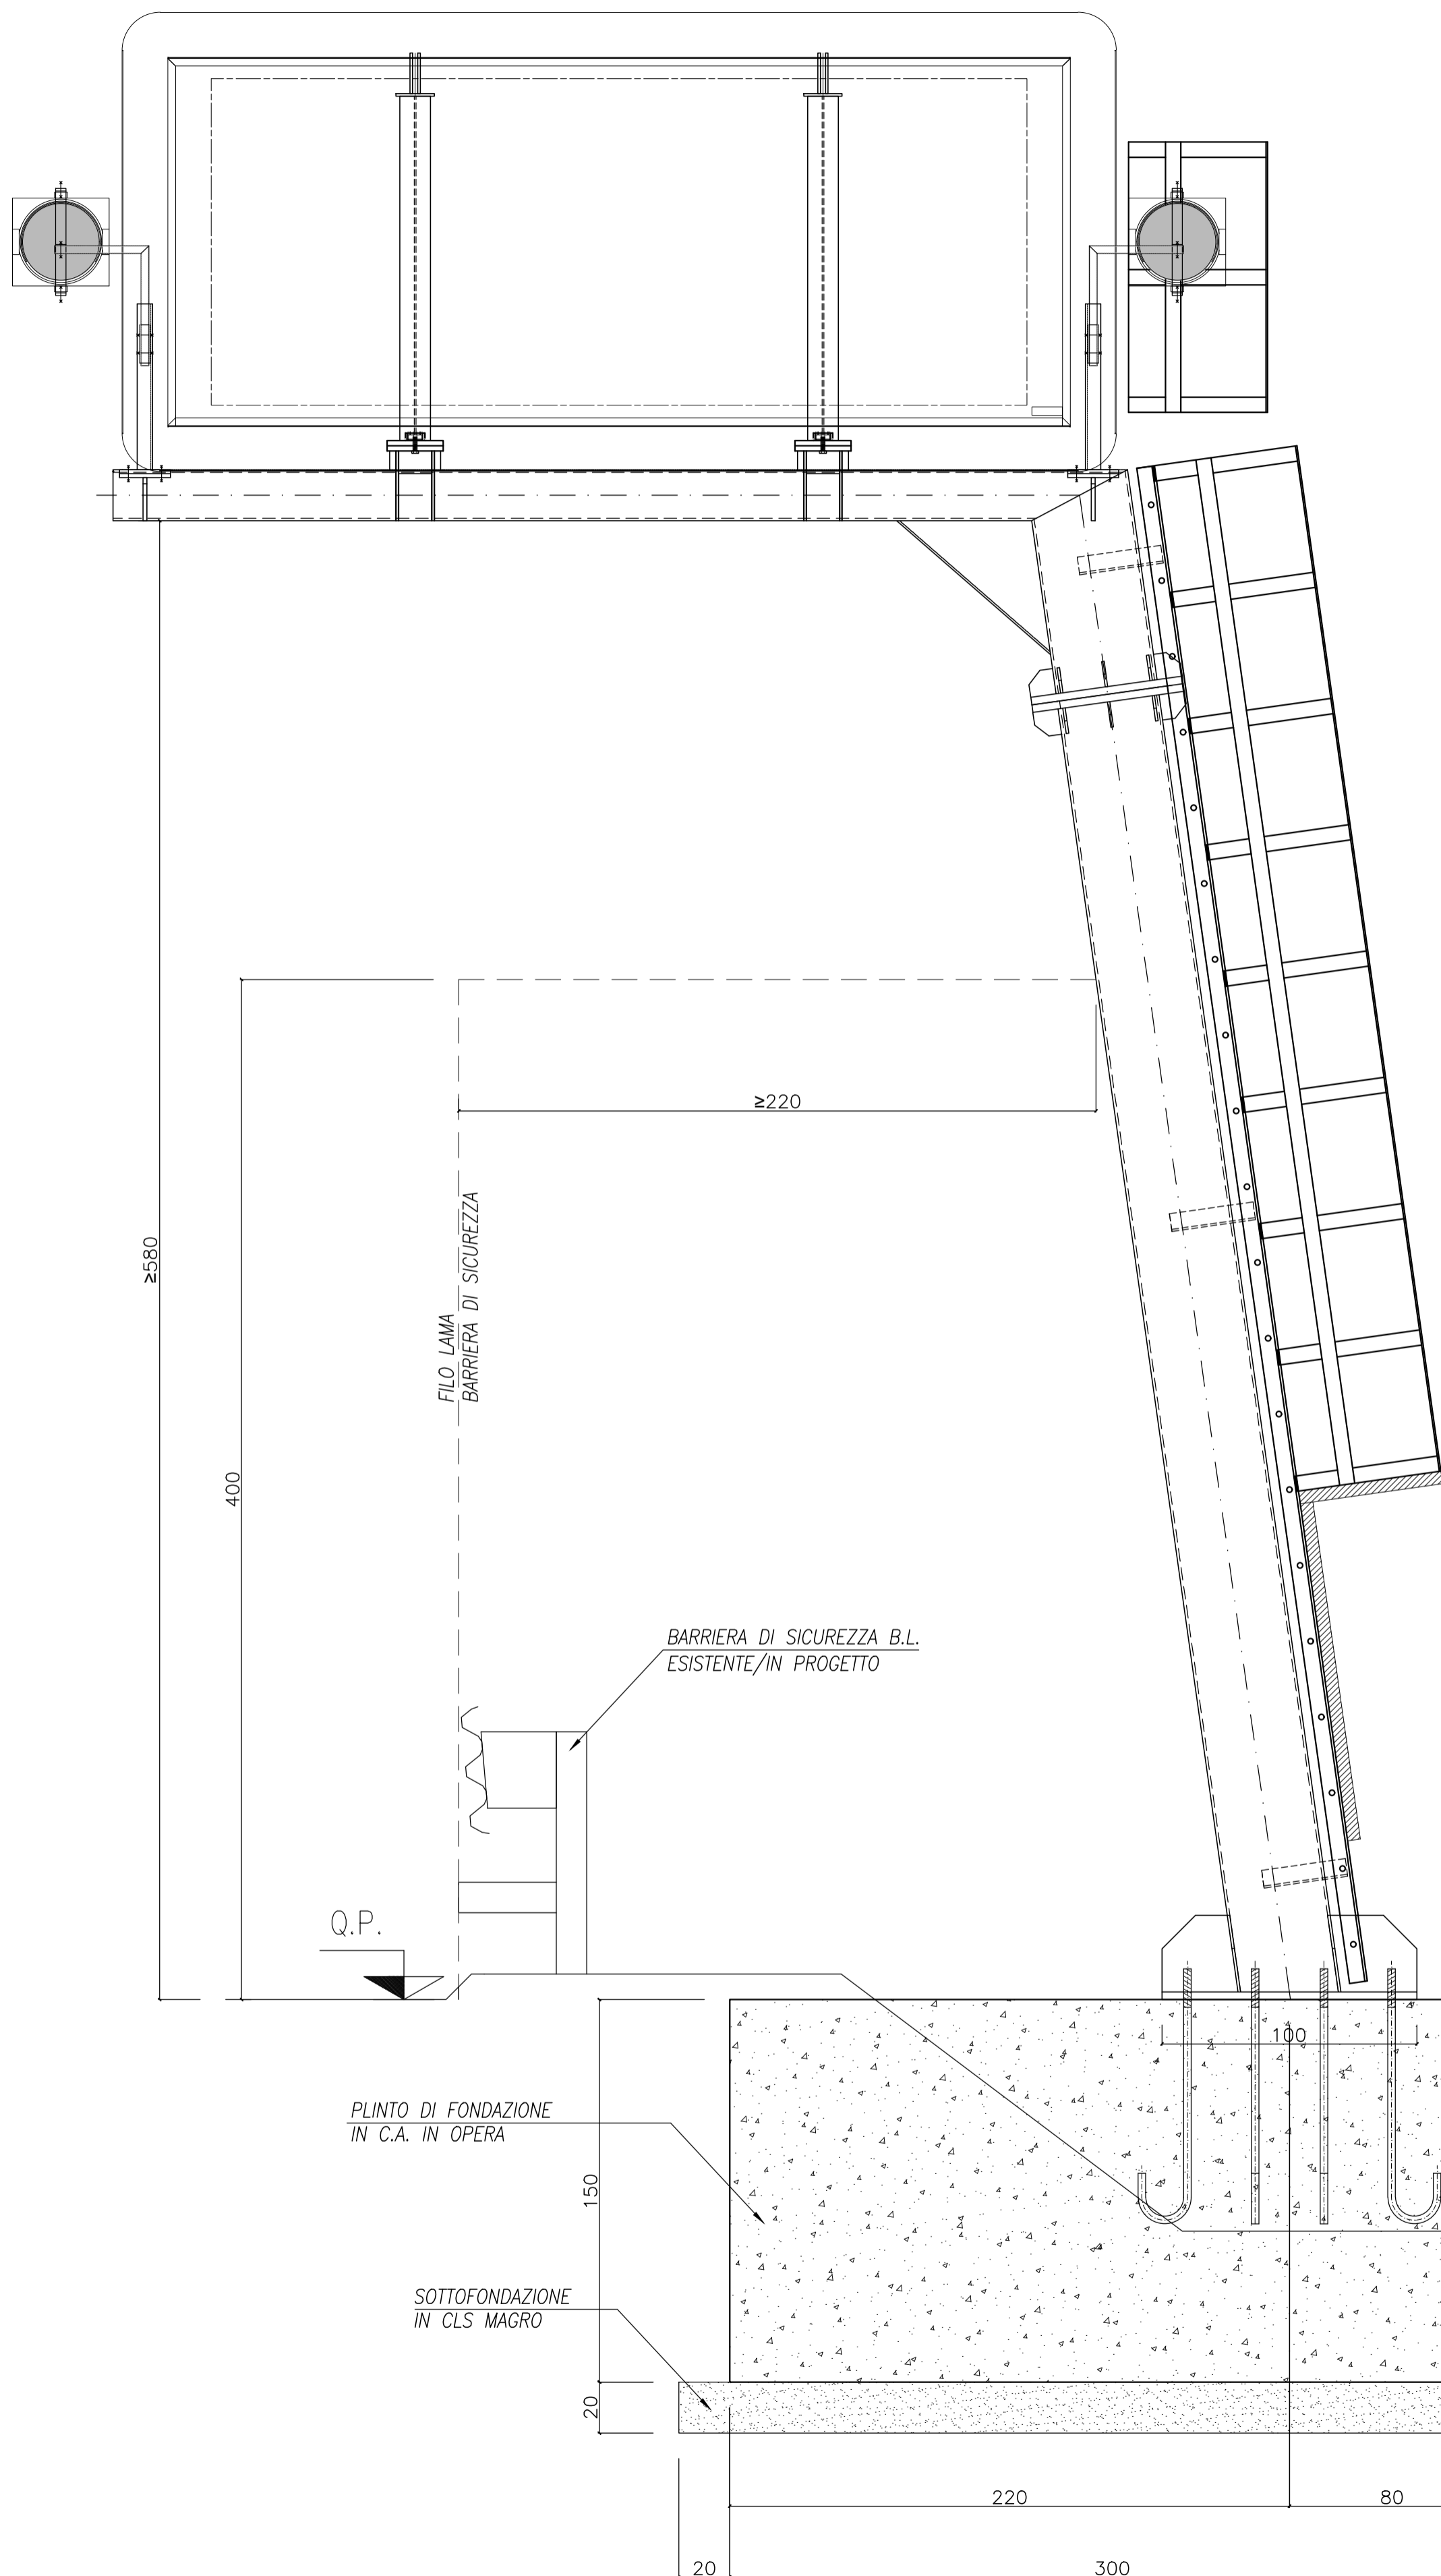 ≥220
FILO LAMA
BARRIERA DI SICUREZZA
≥580
400
BARRIERA DI SICUREZZA B.L.
ESISTENTE/IN PROGETTO
Q.P.
100
PLINTO DI FONDAZIONE
IN C.A. IN OPERA
150
SOTTOFONDAZIONE
IN CLS MAGRO
20
220
80
20
300